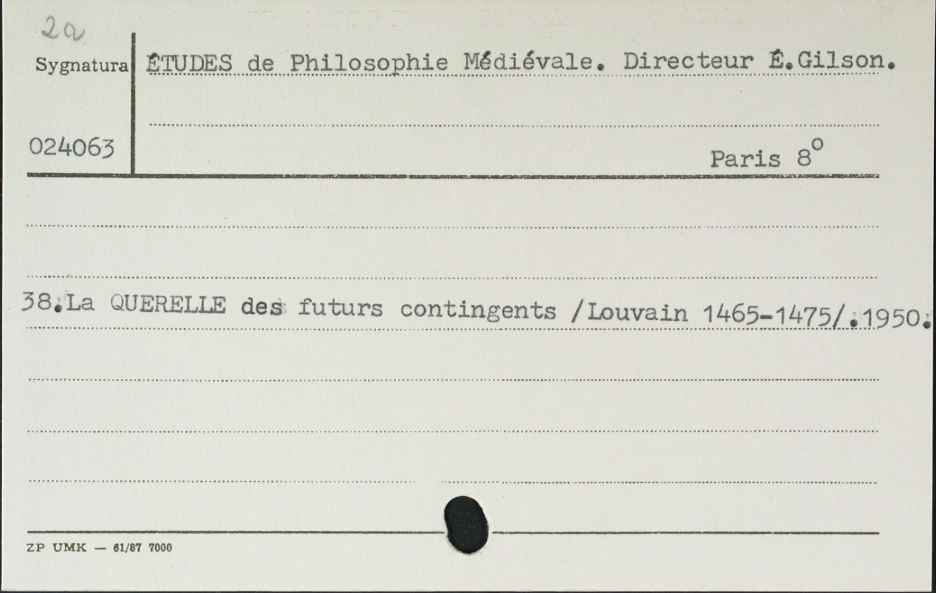 2a
Sygnatura ÉTUDES de Philosophie Médiévale. Directeur É.Gilson.
024063
Paris 8°
38.La QUERELLE des futurs contingents /Louvain 1465-1475/.1950.
ZP UMK — 61/87 7000